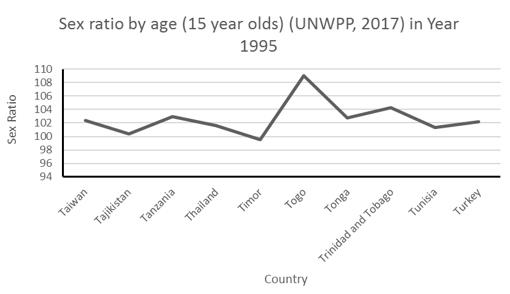 Sex ratio by age (15 year olds) (UNWPP, 2017) in Year
1995
110
108
106
104
102
100
98
96
94
Sex Ratio
Taiwan
Tajikistan
Tanzania
Thailand
Timor
Togo
Tonga
Trinidad and Tobago
Tunisia
Turkey
Country